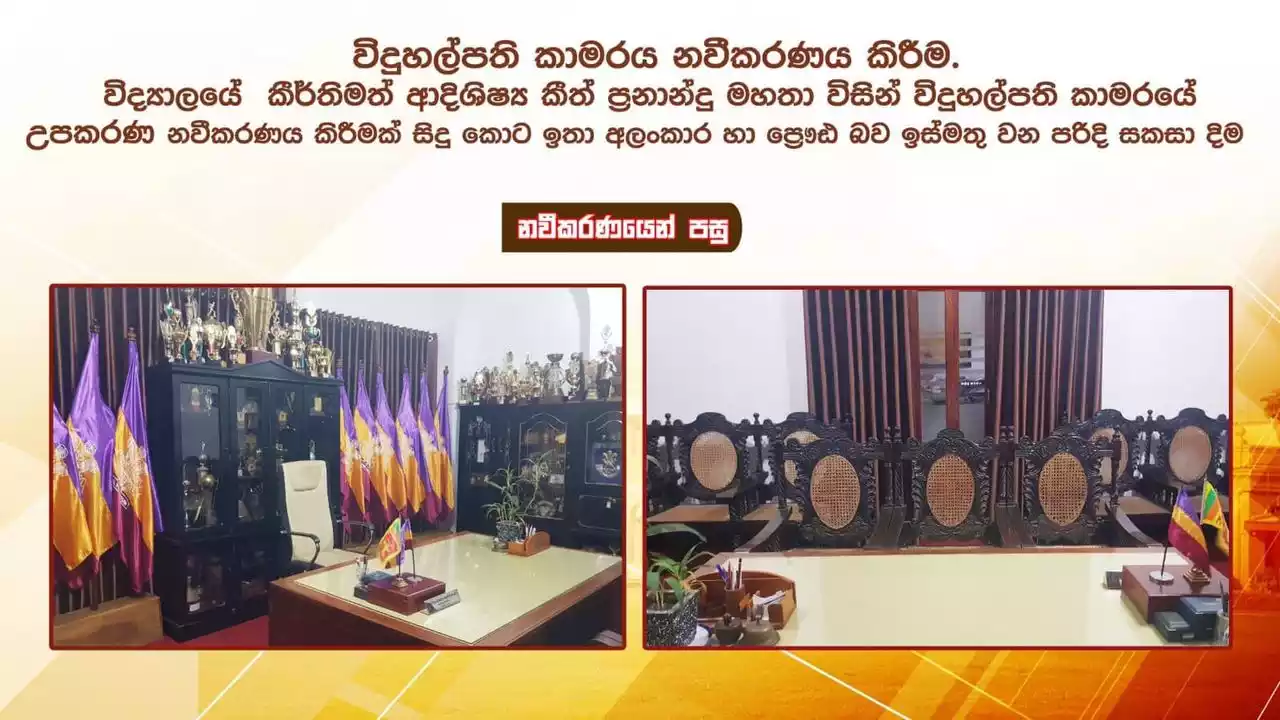 විදුහල්පති කාමරය නවීකරණය කිරීම.
විද්‍යාලයේ කීර්තිමත් ආදිශිෂ්‍ය කීත් ප්‍රනාන්දු මහතා විසින් විදුහල්පති කාමරයේ
උපකරණ නවීකරණය කිරීමක් සිදු කොට ඉතා අලංකාර හා ප්‍රෞඪ බව ඉස්මතු වන පරිදි සකසා දිම
නවීකරණයෙන් පසු